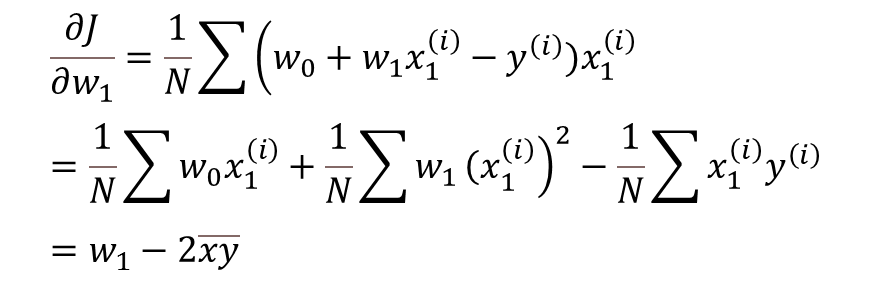 ∂J/∂w₁ = 1/N ∑ (w₀ + w₁x₁⁽ⁱ⁾ − y⁽ⁱ⁾)x₁⁽ⁱ⁾
= 1/N ∑ w₀x₁⁽ⁱ⁾ + 1/N ∑ w₁ (x₁⁽ⁱ⁾)² − 1/N ∑ x₁⁽ⁱ⁾y⁽ⁱ⁾
= w₁ − 2x̅y̅